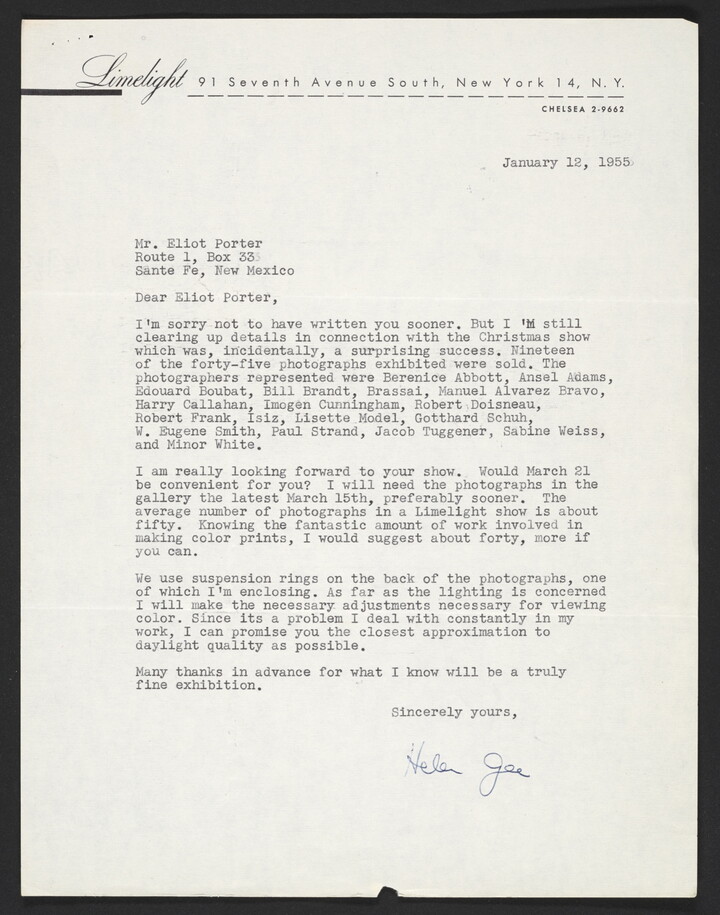 Limelight 91 Seventh Avenue South, New York 14, N.Y.
CHELSEA 2-9662
January 12, 1955
Mr. Eliot Porter
Route 1, Box 33
Sante Fe, New Mexico
Dear Eliot Porter,
I'm sorry not to have written you sooner. But I 'M still
clearing up details in connection with the Christmas show
which was, incidentally, a surprising success. Nineteen
of the forty-five photographs exhibited were sold. The
photographers represented were Berenice Abbott, Ansel Adams,
Edouard Boubat, Bill Brandt, Brassai, Manuel Alvarez Bravo,
Harry Callahan, Imogen Cunningham, Robert Doisneau,
Robert Frank, Isiz, Lisette Model, Gotthard Schuh,
W. Eugene Smith, Paul Strand, Jacob Tuggener, Sabine Weiss,
and Minor White.
I am really looking forward to your show. Would March 21
be convenient for you? I will need the photographs in the
gallery the latest March 15th, preferably sooner. The
average number of photographs in a Limelight show is about
fifty. Knowing the fantastic amount of work involved in
making color prints, I would suggest about forty, more if
you can.
We use suspension rings on the back of the photographs, one
of which I'm enclosing. As far as the lighting is concerned
I will make the necessary adjustments necessary for viewing
color. Since its a problem I deal with constantly in my
work, I can promise you the closest approximation to
daylight quality as possible.
Many thanks in advance for what I know will be a truly
fine exhibition.
Sincerely yours,
Helen Gee